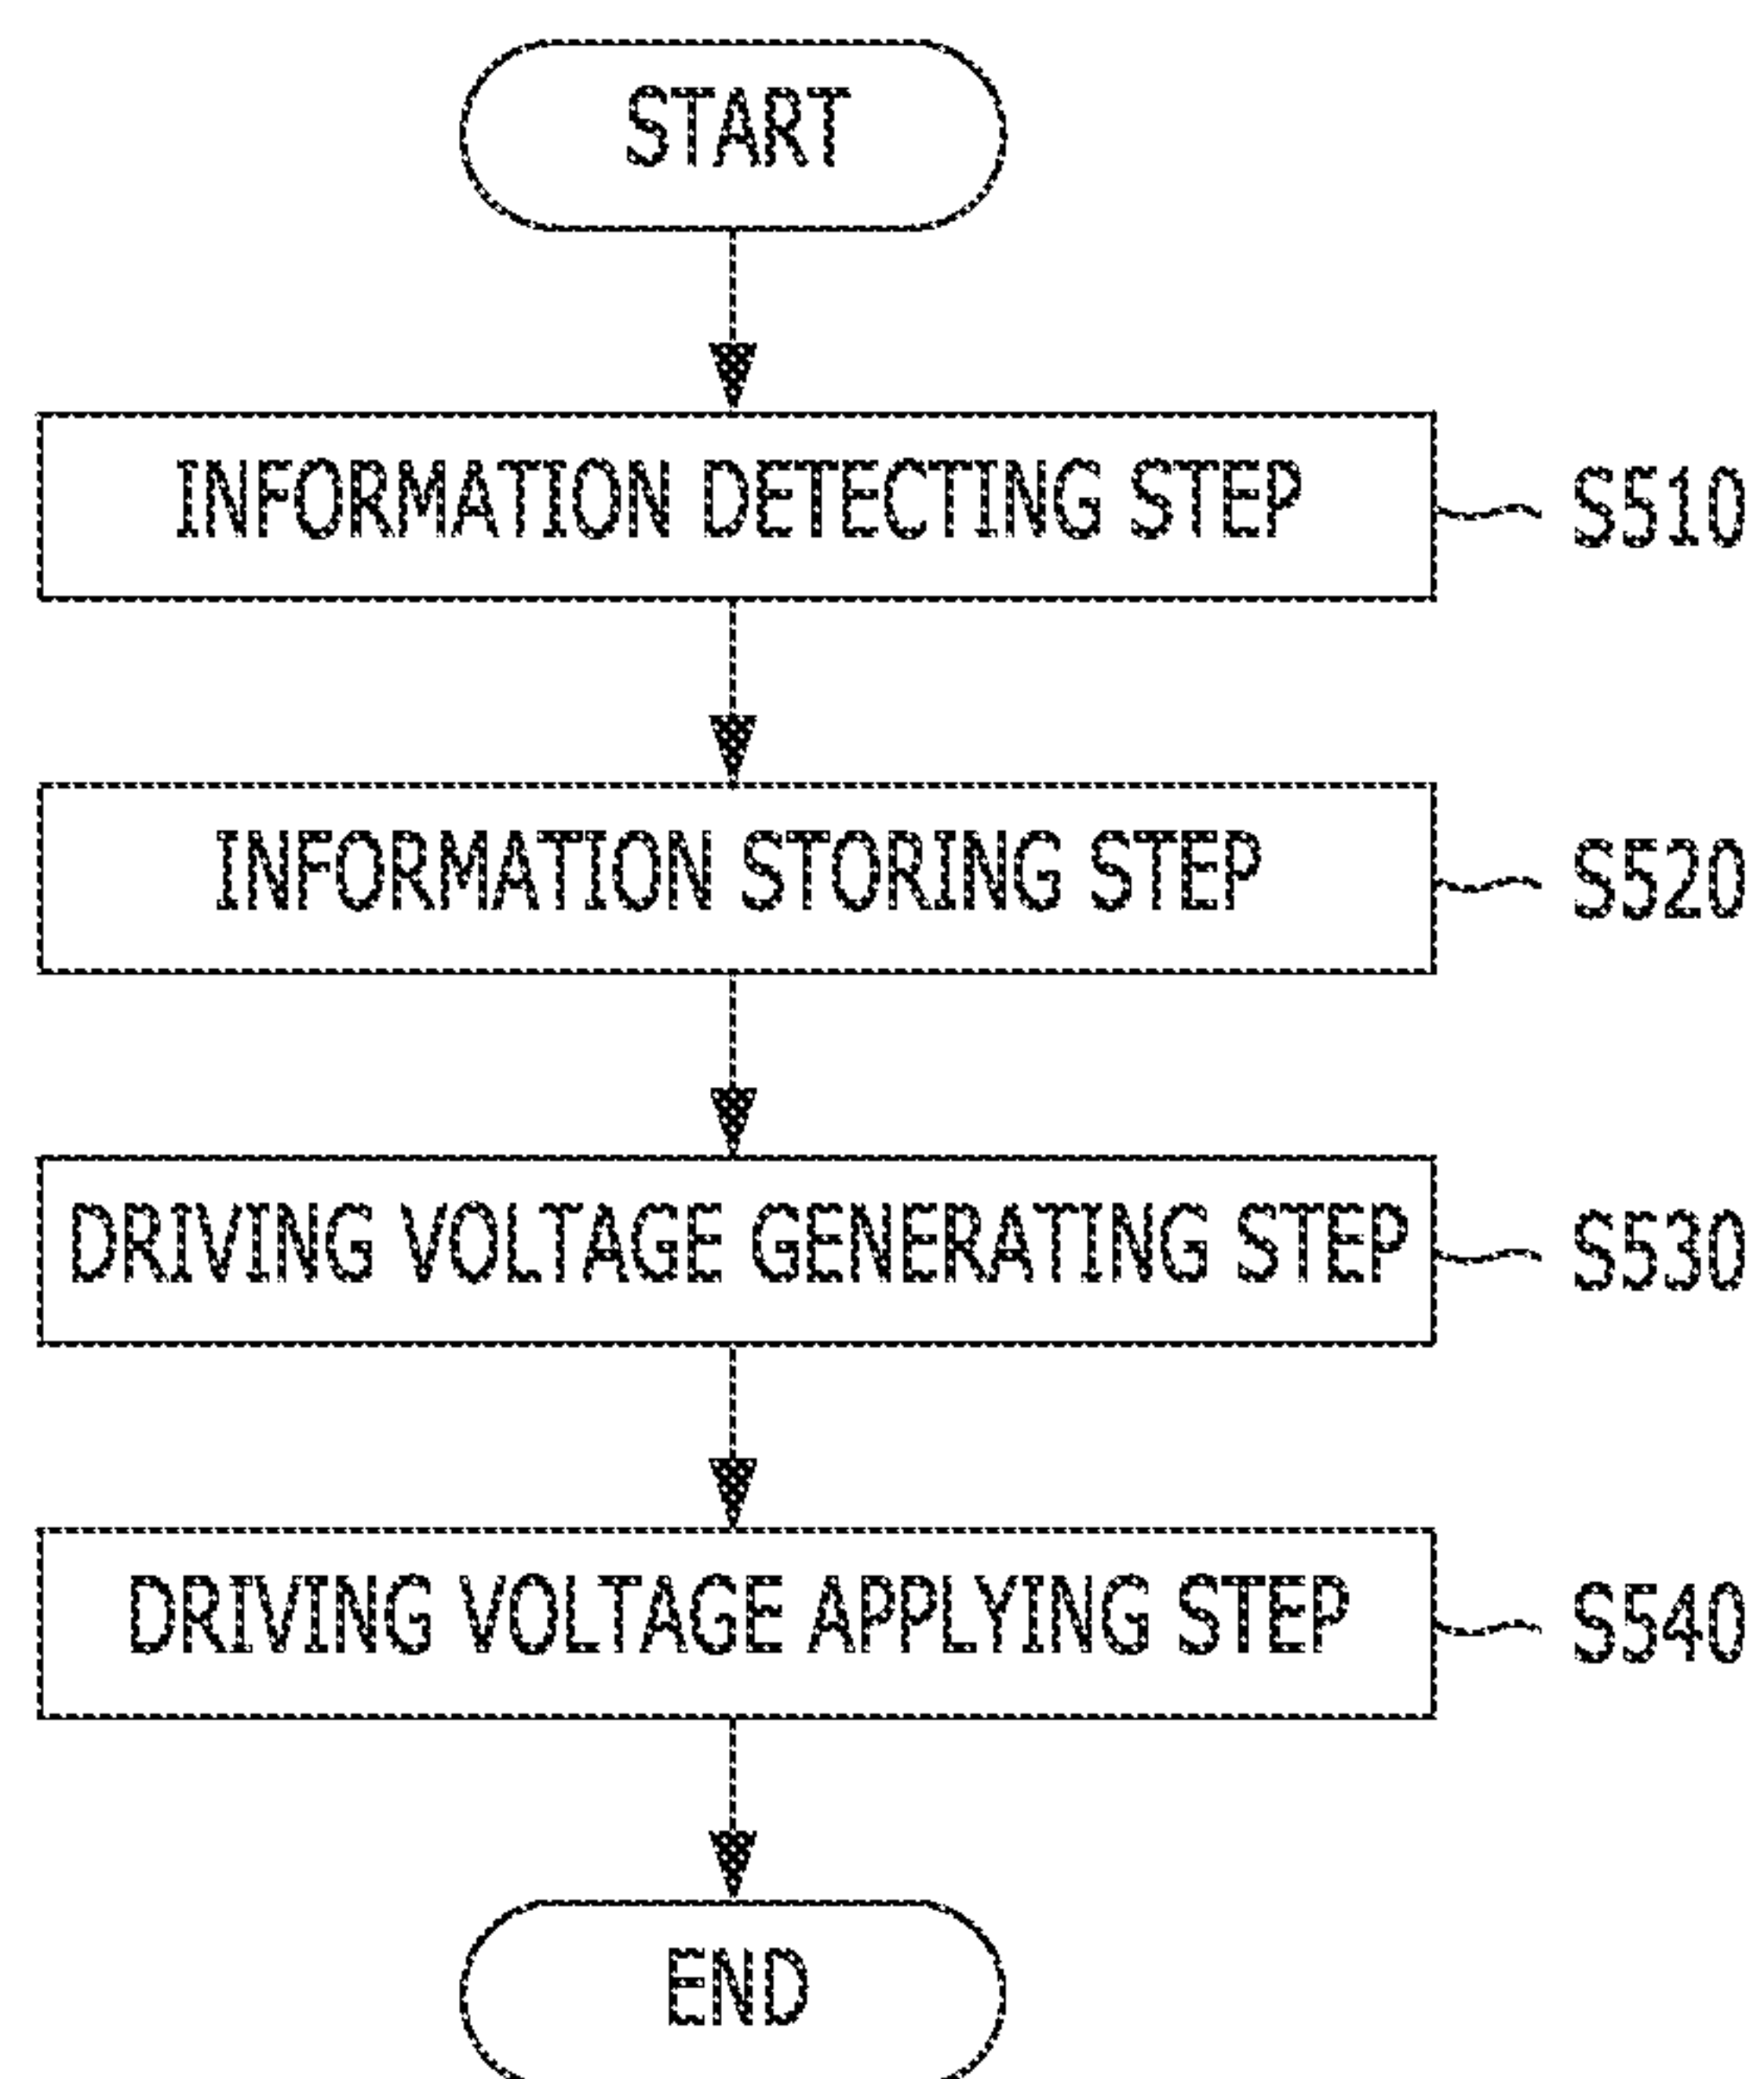 START
INFORMATION DETECTING STEP S510
INFORMATION STORING STEP S520
DRIVING VOLTAGE GENERATING STEP S530
DRIVING VOLTAGE APPLYING STEP S540
END